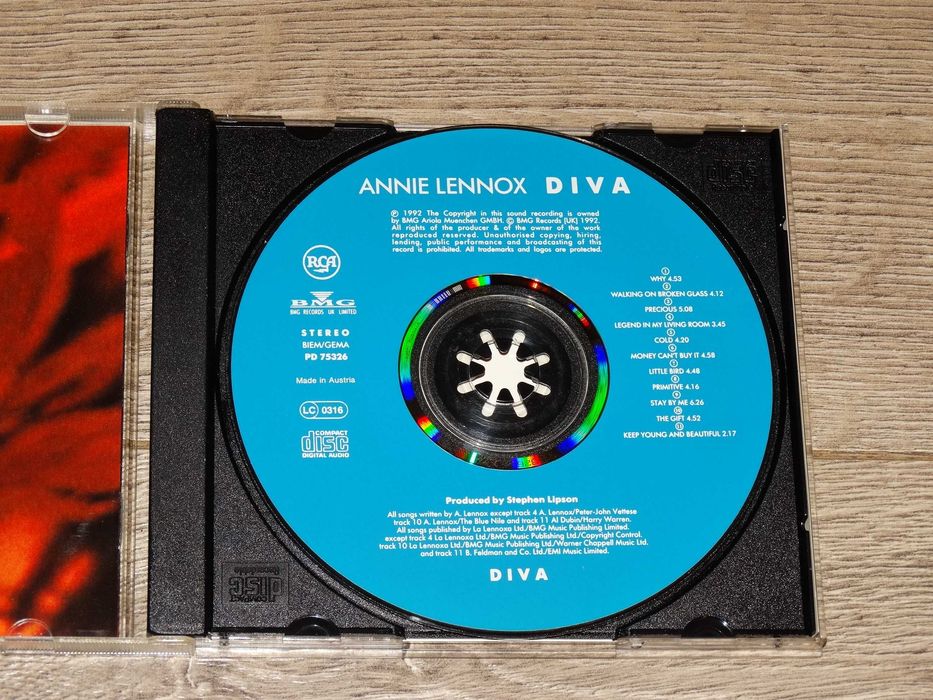 ANNIE LENNOX DIVA
℗ 1992 The Copyright in this sound recording is owned
by BMG Ariola Muenchen GMBH. © BMG Records (UK) 1992.
All rights of the producer & of the owner of the work
reproduced reserved. Unauthorised copying, hiring,
lending, public performance and broadcasting of this
record is prohibited. All trademarks and logos are protected.
RCA
BMG
BMG RECORDS UK LIMITED
STEREO
BIEM/GEMA
PD 75326
Made in Austria
LC 0316
COMPACT
disc
DIGITAL AUDIO
1
WHY 4.53
2
WALKING ON BROKEN GLASS 4.12
3
PRECIOUS 5.08
4
LEGEND IN MY LIVING ROOM 3.45
5
COLD 4.20
6
MONEY CAN'T BUY IT 4.58
7
LITTLE BIRD 4.48
8
PRIMITIVE 4.16
9
STAY BY ME 6.26
10
THE GIFT 4.52
11
KEEP YOUNG AND BEAUTIFUL 2.17
Produced by Stephen Lipson
All songs written by A. Lennox except track 4 A. Lennox/Peter-John Vettese
track 10 A. Lennox/The Blue Nile and track 11 Al Dubin/Harry Warren.
All songs published by La Lennoxa Ltd./BMG Music Publishing Limited.
except track 4 La Lennoxa Ltd./BMG Music Publishing Ltd./Copyright Control.
track 10 La Lennoxa Ltd./BMG Music Publishing Ltd./Warner Chappell Music Ltd.
and track 11 B. Feldman and Co. Ltd./EMI Music Limited.
DIVA
disc
COMPACT
disc